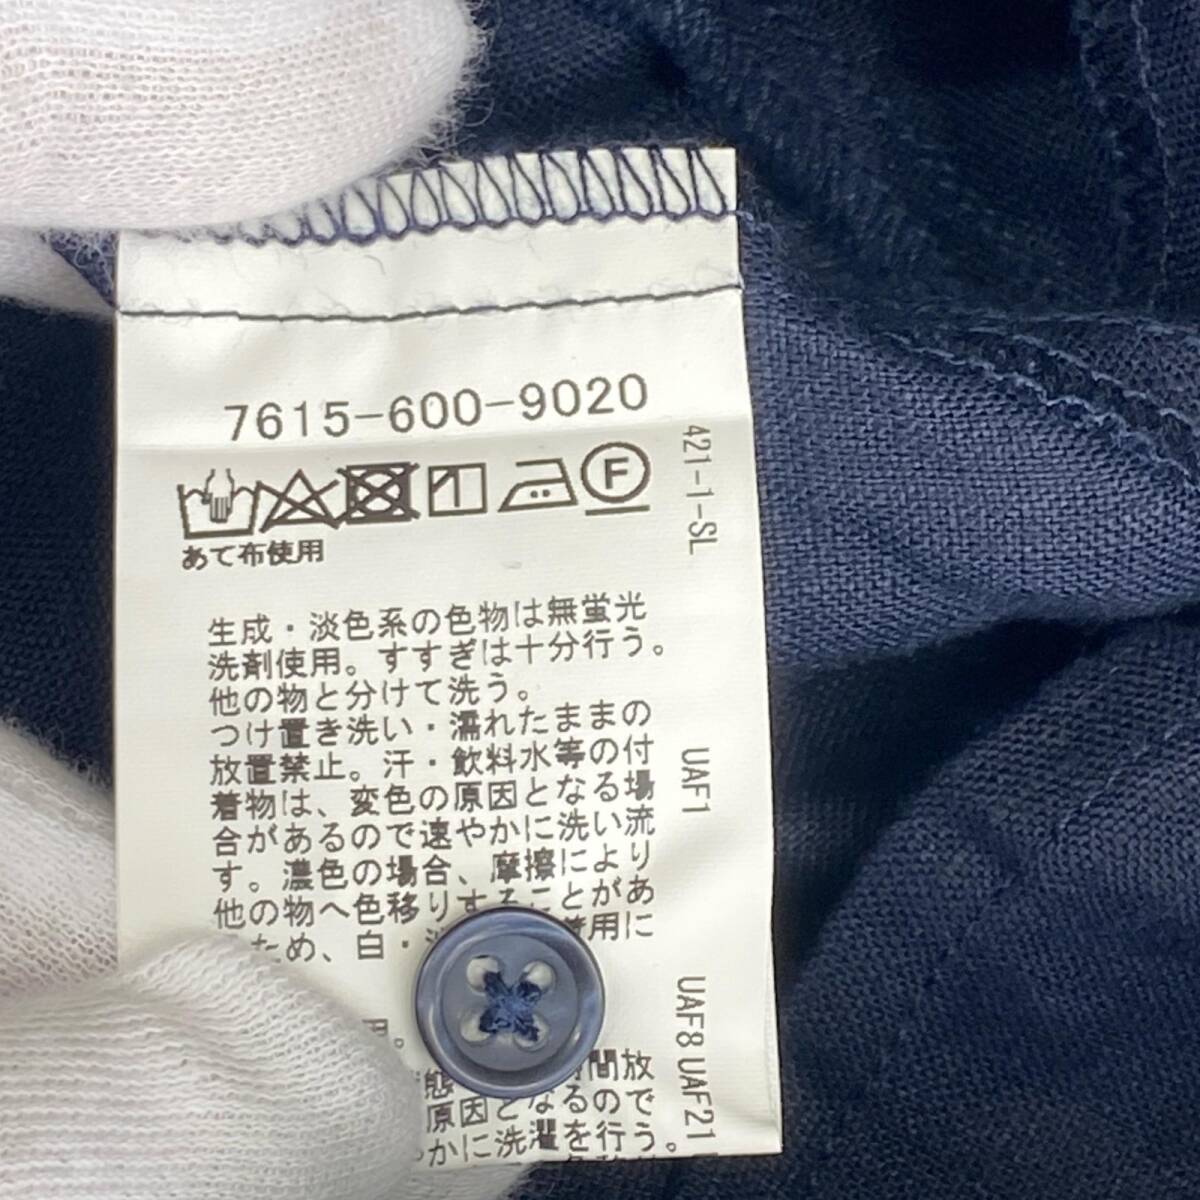 7615-600-9020
F
あて布使用
421-1-SL
生成・淡色系の色物は無蛍光
洗剤使用。すすぎは十分行う。
他の物と分けて洗う。
つけ置き洗い・濡れたままの
放置禁止。汗・飲料水等の付
着物は、変色の原因となる場
合があるので速やかに洗い流
す。濃色の場合、摩擦により
他の物へ色移りすることがあ
ため、白・ 着用に
用。
態 時間放
原因となるので
かに洗濯を行う。
UAF1
UAF8 UAF21